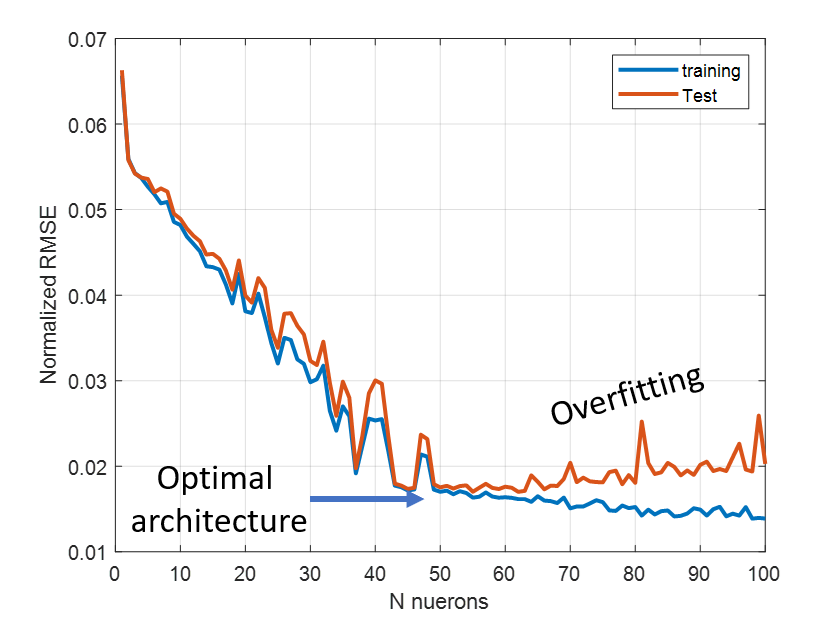 0.07
0.06
0.05
0.04
0.03
0.02
0.01
Normalized RMSE
training
Test
Overfitting
Optimal
architecture
0 10 20 30 40 50 60 70 80 90 100
N nuerons